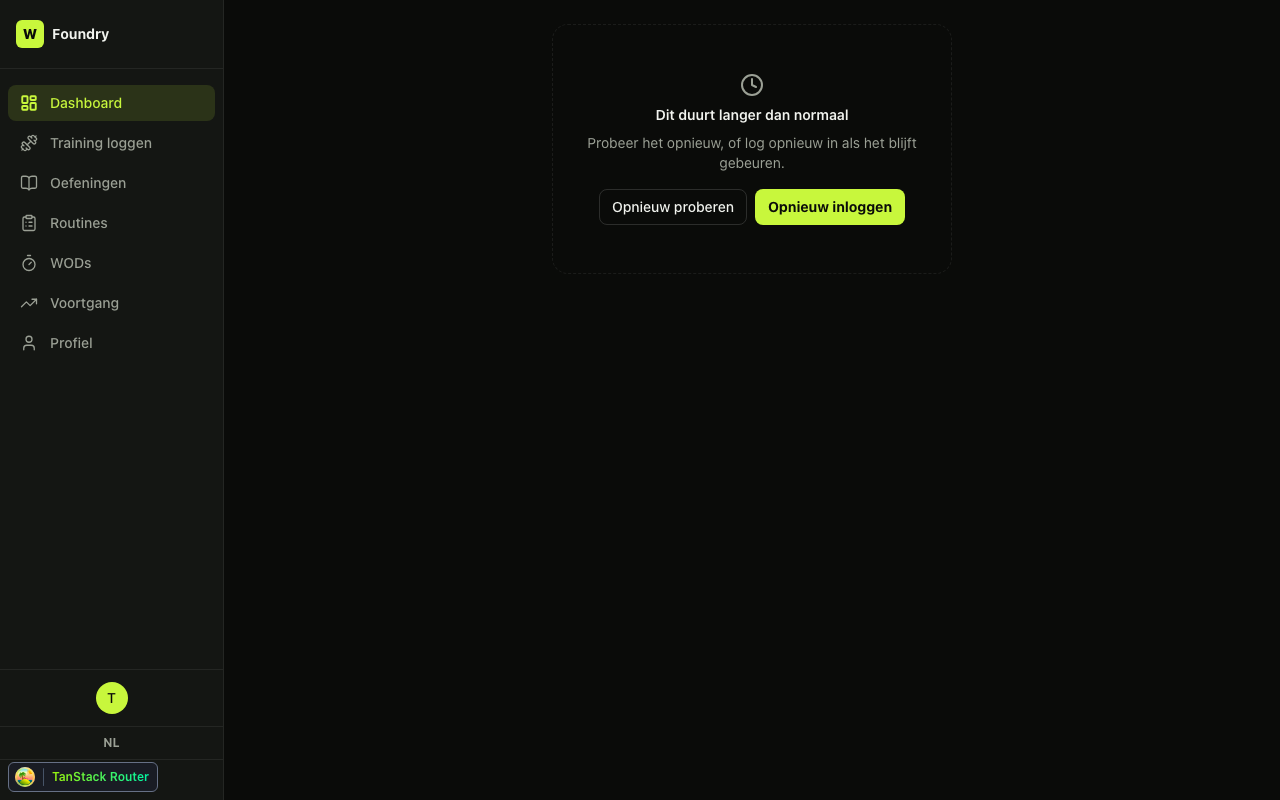 W Foundry
Dashboard
Training loggen
Oefeningen
Routines
WODs
Voortgang
Profiel
T
NL
TanStack Router
Dit duurt langer dan normaal
Probeer het opnieuw, of log opnieuw in als het blijft
gebeuren.
Opnieuw proberen
Opnieuw inloggen